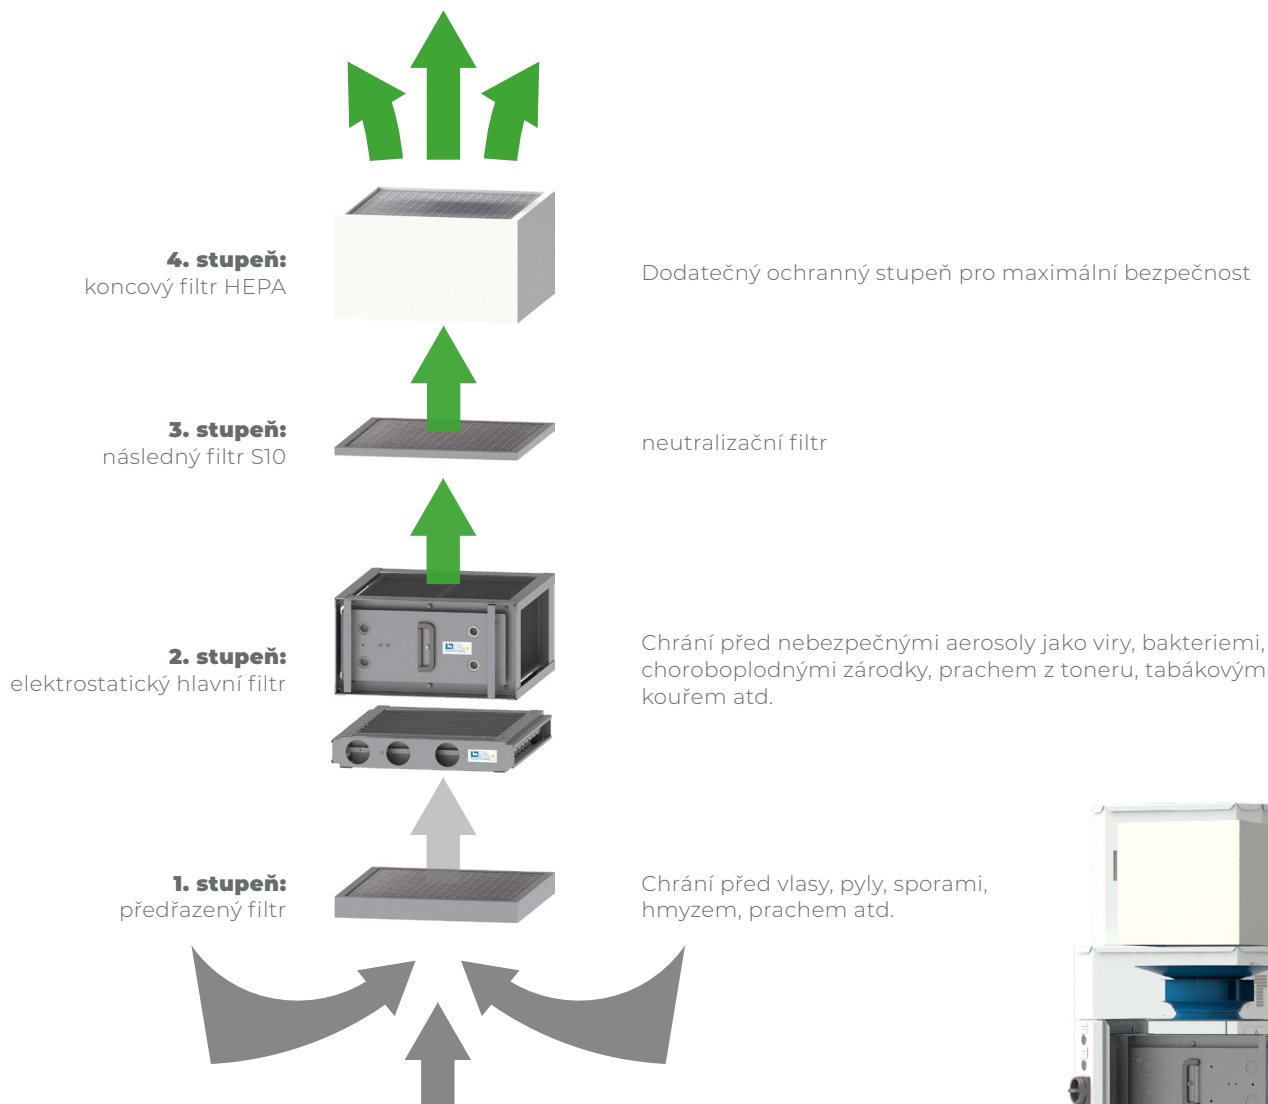 4. stupeň:
koncový filtr HEPA
Dodatečný ochranný stupeň pro maximální bezpečnost
3. stupeň:
následný filtr S10
neutralizační filtr
2. stupeň:
elektrostatický hlavní filtr
Chrání před nebezpečnými aerosoly jako viry, bakteriemi,
choroboplodnými zárodky, prachem z toneru, tabákovým
kouřem atd.
1. stupeň:
předřazený filtr
Chrání před vlasy, pyly, sporami,
hmyzem, prachem atd.